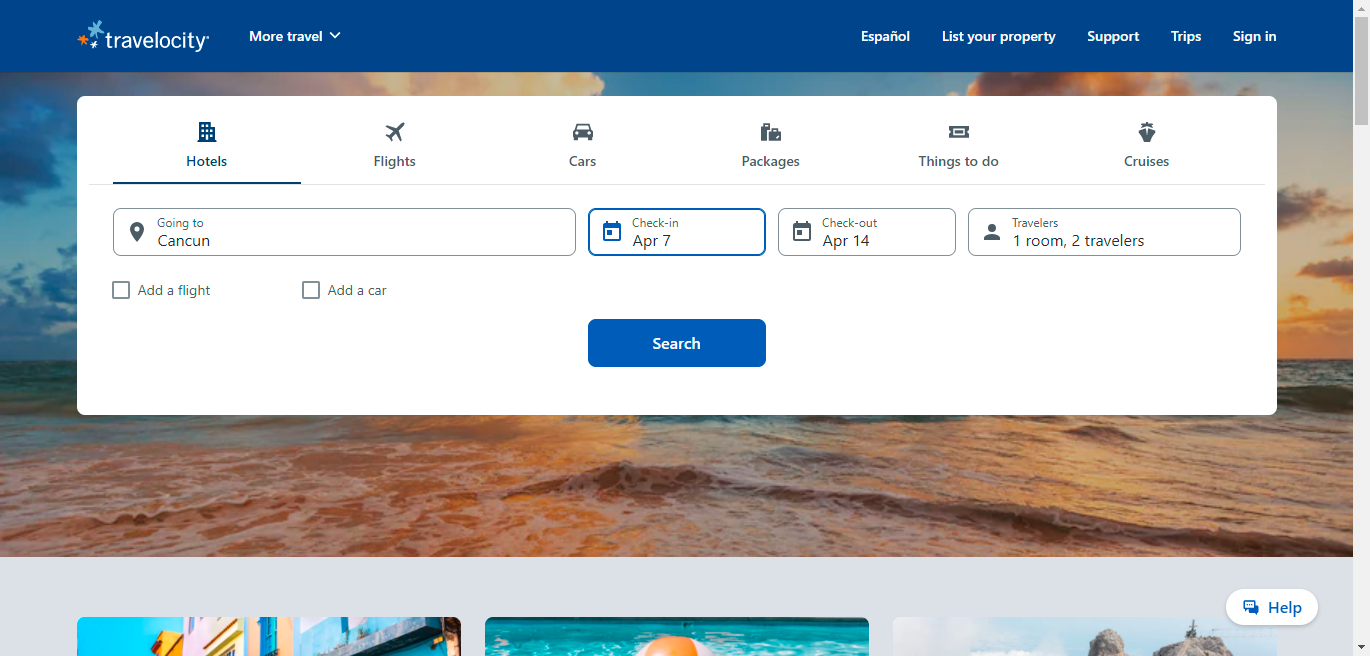 travelocity
More travel
Español
List your property
Support
Trips
Sign in
Hotels
Flights
Cars
Packages
Things to do
Cruises
Going to
Cancun
Check-in
Apr 7
Check-out
Apr 14
Travelers
1 room, 2 travelers
Add a flight
Add a car
Search
Help